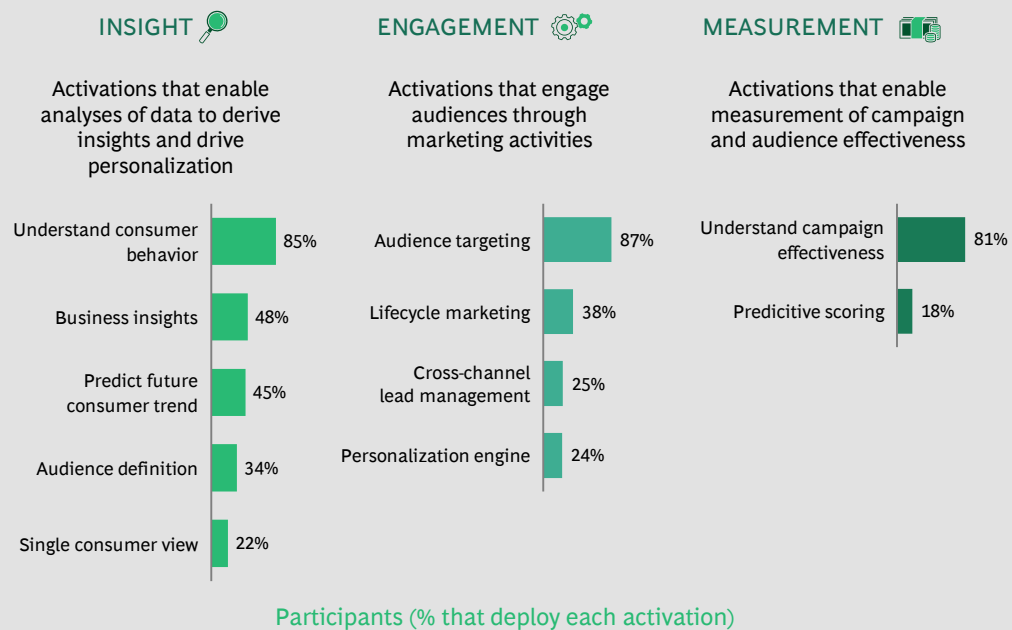 INSIGHT
Activations that enable
analyses of data to derive
insights and drive
personalization
Understand consumer
behavior
85%
Business insights
48%
Predict future
consumer trend
45%
Audience definition
34%
Single consumer view
22%
ENGAGEMENT
Activations that engage
audiences through
marketing activities
Audience targeting
87%
Lifecycle marketing
38%
Cross-channel
lead management
25%
Personalization engine
24%
MEASUREMENT
Activations that enable
measurement of campaign
and audience effectiveness
Understand campaign
effectiveness
81%
Predicitive scoring
18%
Participants (% that deploy each activation)